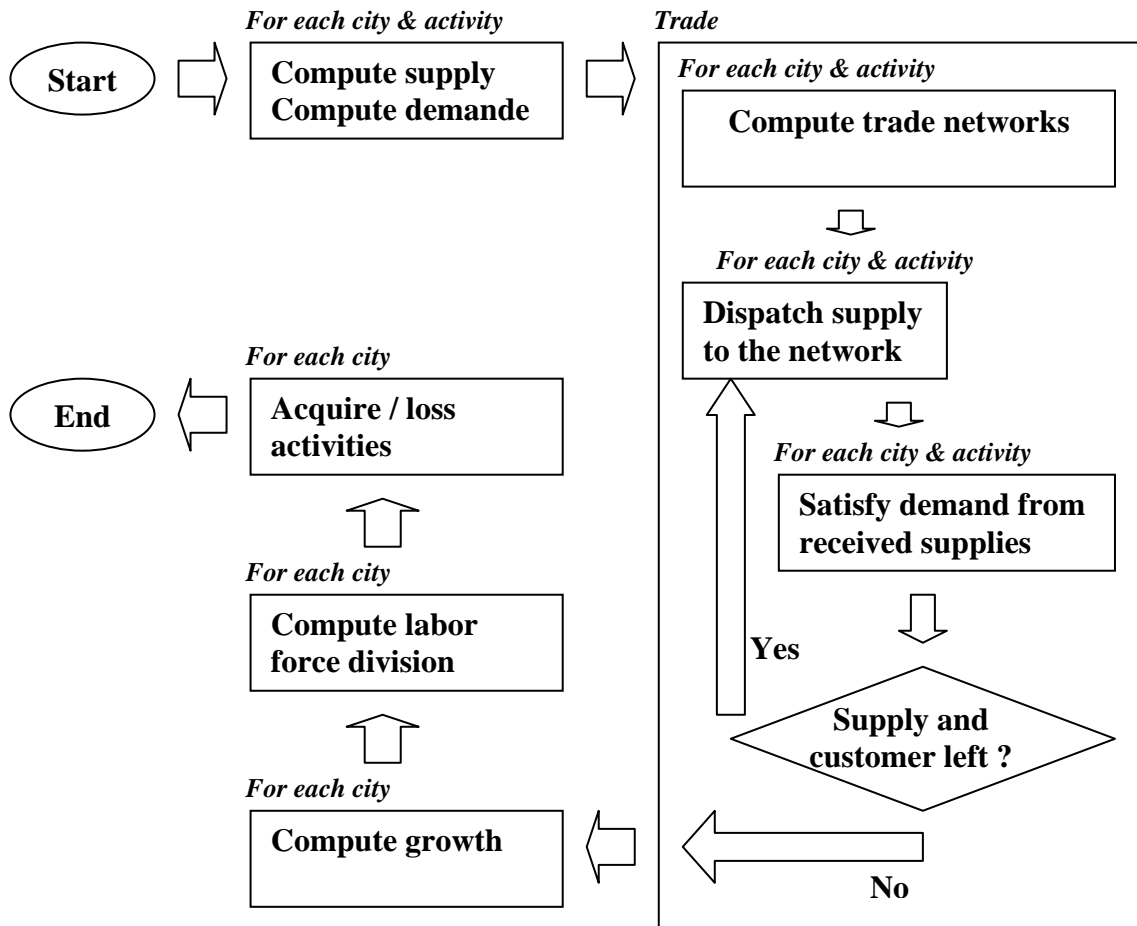 For each city & activity
Trade
Start
Compute supply
Compute demande
For each city & activity
Compute trade networks
For each city & activity
Dispatch supply
to the network
For each city & activity
Satisfy demand from
received supplies
Yes
Supply and
customer left ?
No
For each city
Compute growth
For each city
Compute labor
force division
For each city
Acquire / loss
activities
End